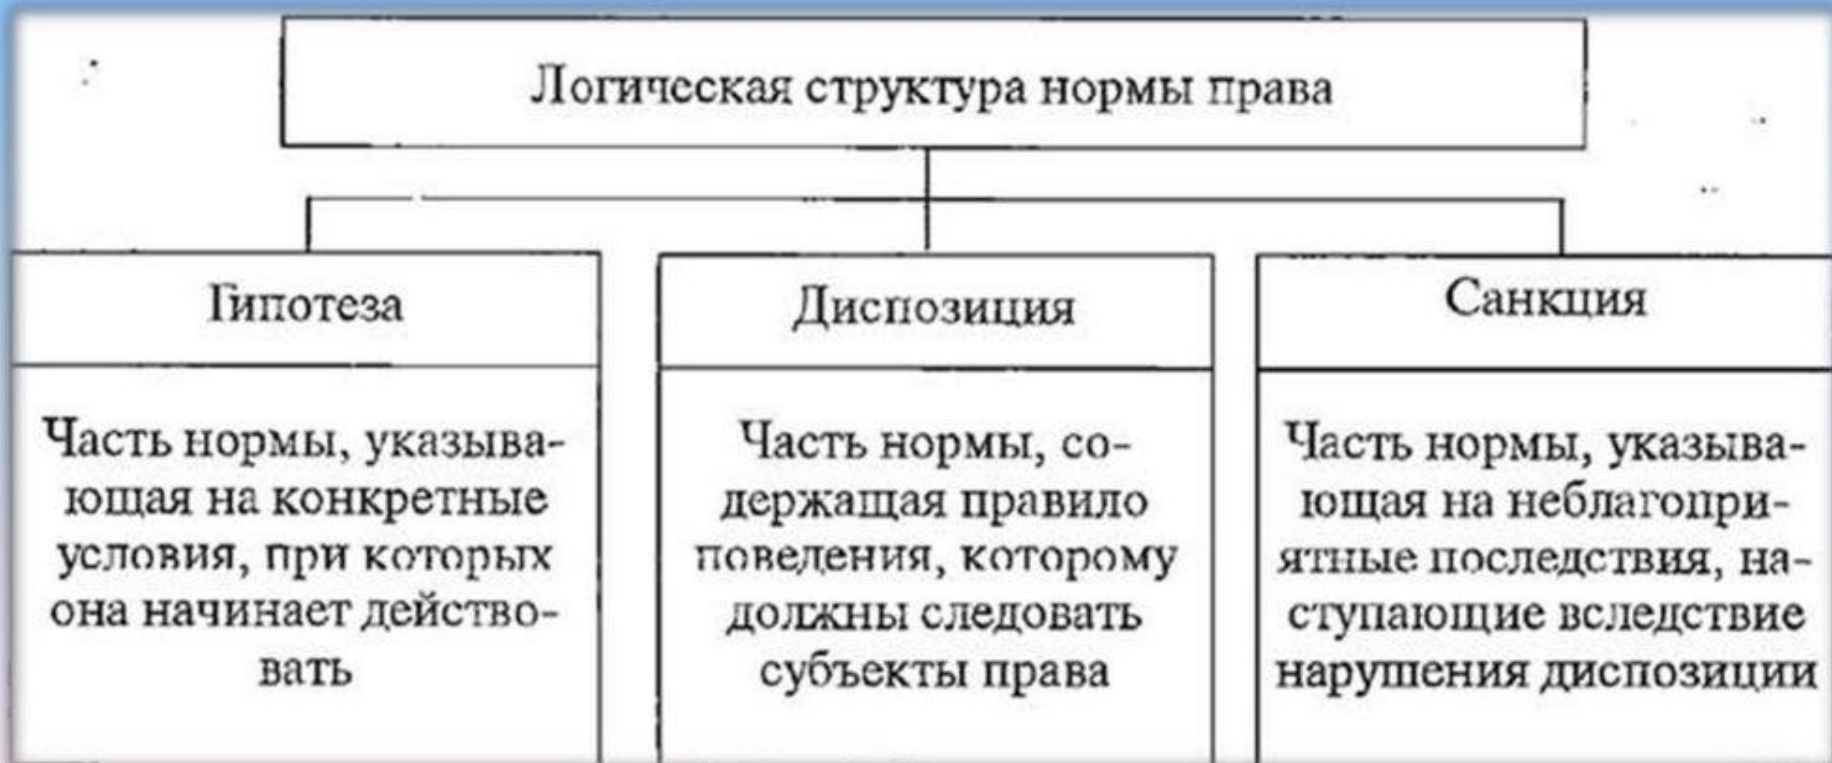 Логическая структура нормы права
Гипотеза
Часть нормы, указыва-
ющая на конкретные
условия, при которых
она начинает действо-
вать
Диспозиция
Часть нормы, со-
держащая правило
поведения, которому
должны следовать
субъекты права
Санкция
Часть нормы, указыва-
ющая на неблагопри-
ятные последствия, на-
ступающие вследствие
нарушения диспозиции